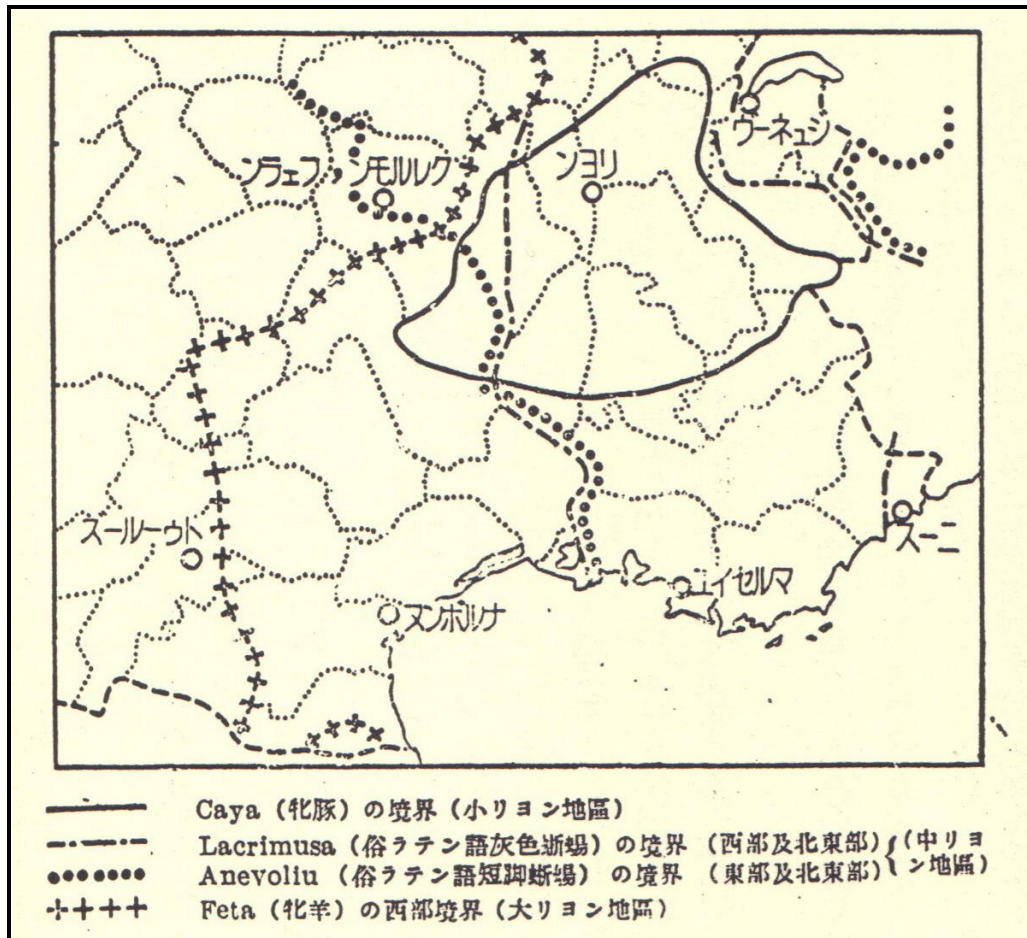 ジュネーヴ
リヨン
クレルモン、フェラン
トゥールース
ニース
マルセイユ
ナルボンヌ
Caya (牝豚) の境界 (小リヨン地區)
Lacrimusa (俗ラテン語灰色蜥蜴) の境界 (西部及北東部)
Anevoliu (俗ラテン語短脚蜥蜴) の境界 (東部及北東部)
(中リヨン地區)
Feta (牝羊) の西部境界 (大リヨン地區)